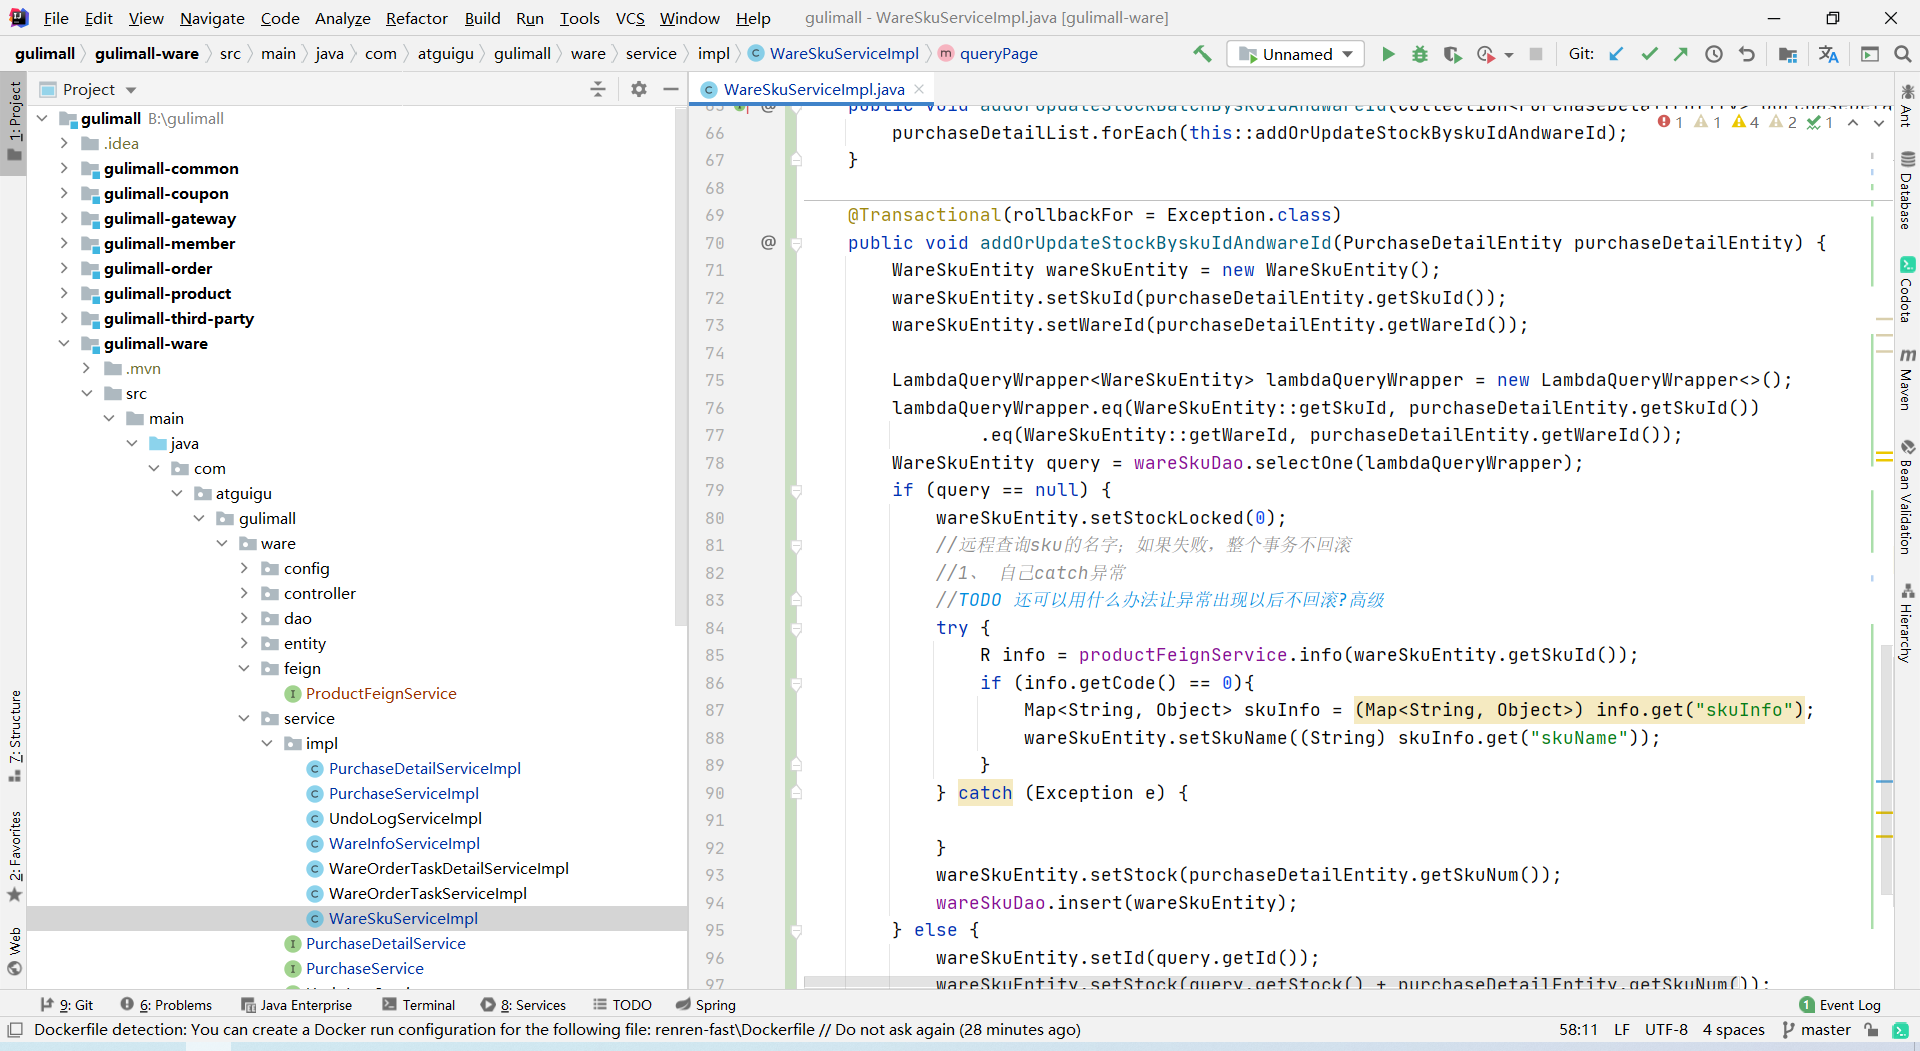 File Edit View Navigate Code Analyze Refactor Build Run Tools VCS Window Help gulimall - WareSkuServiceImpl.java [gulimall-ware]
gulimall gulimall-ware src main java com atguigu gulimall ware service impl WareSkuServiceImpl queryPage Unnamed Git:
Project
WareSkuServiceImpl.java
1: Project
7: Structure
2: Favorites
Web
gulimall B:\gulimall
.idea
gulimall-common
gulimall-coupon
gulimall-gateway
gulimall-member
gulimall-order
gulimall-product
gulimall-third-party
gulimall-ware
.mvn
src
main
java
com
atguigu
gulimall
ware
config
controller
dao
entity
feign
ProductFeignService
service
impl
PurchaseDetailServiceImpl
PurchaseServiceImpl
UndoLogServiceImpl
WareInfoServiceImpl
WareOrderTaskDetailServiceImpl
WareOrderTaskServiceImpl
WareSkuServiceImpl
PurchaseDetailService
PurchaseService
1 1 4 2 1
65 public void addOrUpdateStockBatchByskuIdAndwareId(Collection<PurchaseDetailEntity>
66 purchaseDetailList.forEach(this::addOrUpdateStockByskuIdAndwareId);
67 }
68
69 @Transactional(rollbackFor = Exception.class)
70 @ public void addOrUpdateStockByskuIdAndwareId(PurchaseDetailEntity purchaseDetailEntity) {
71 WareSkuEntity wareSkuEntity = new WareSkuEntity();
72 wareSkuEntity.setSkuId(purchaseDetailEntity.getSkuId());
73 wareSkuEntity.setWareId(purchaseDetailEntity.getWareId());
74
75 LambdaQueryWrapper<WareSkuEntity> lambdaQueryWrapper = new LambdaQueryWrapper<>();
76 lambdaQueryWrapper.eq(WareSkuEntity::getSkuId, purchaseDetailEntity.getSkuId())
77 .eq(WareSkuEntity::getWareId, purchaseDetailEntity.getWareId());
78 WareSkuEntity query = wareSkuDao.selectOne(lambdaQueryWrapper);
79 if (query == null) {
80 wareSkuEntity.setStockLocked(0);
81 //远程查询sku的名字；如果失败，整个事务不回滚
82 //1、 自己catch异常
83 //TODO 还可以用什么办法让异常出现以后不回滚?高级
84 try {
85 R info = productFeignService.info(wareSkuEntity.getSkuId());
86 if (info.getCode() == 0){
87 Map<String, Object> skuInfo = (Map<String, Object>) info.get("skuInfo");
88 wareSkuEntity.setSkuName((String) skuInfo.get("skuName"));
89 }
90 } catch (Exception e) {
91
92 }
93 wareSkuEntity.setStock(purchaseDetailEntity.getSkuNum());
94 wareSkuDao.insert(wareSkuEntity);
95 } else {
96 wareSkuEntity.setId(query.getId());
97 wareSkuEntity.setStock(query.getStock() + purchaseDetailEntity.getSkuNum());
Ant
Database
Codota
Maven
Bean Validation
Hierarchy
9: Git 6: Problems Java Enterprise Terminal 8: Services TODO Spring 1 Event Log
Dockerfile detection: You can create a Docker run configuration for the following file: renren-fast\Dockerfile // Do not ask again (28 minutes ago) 58:11 LF UTF-8 4 spaces master